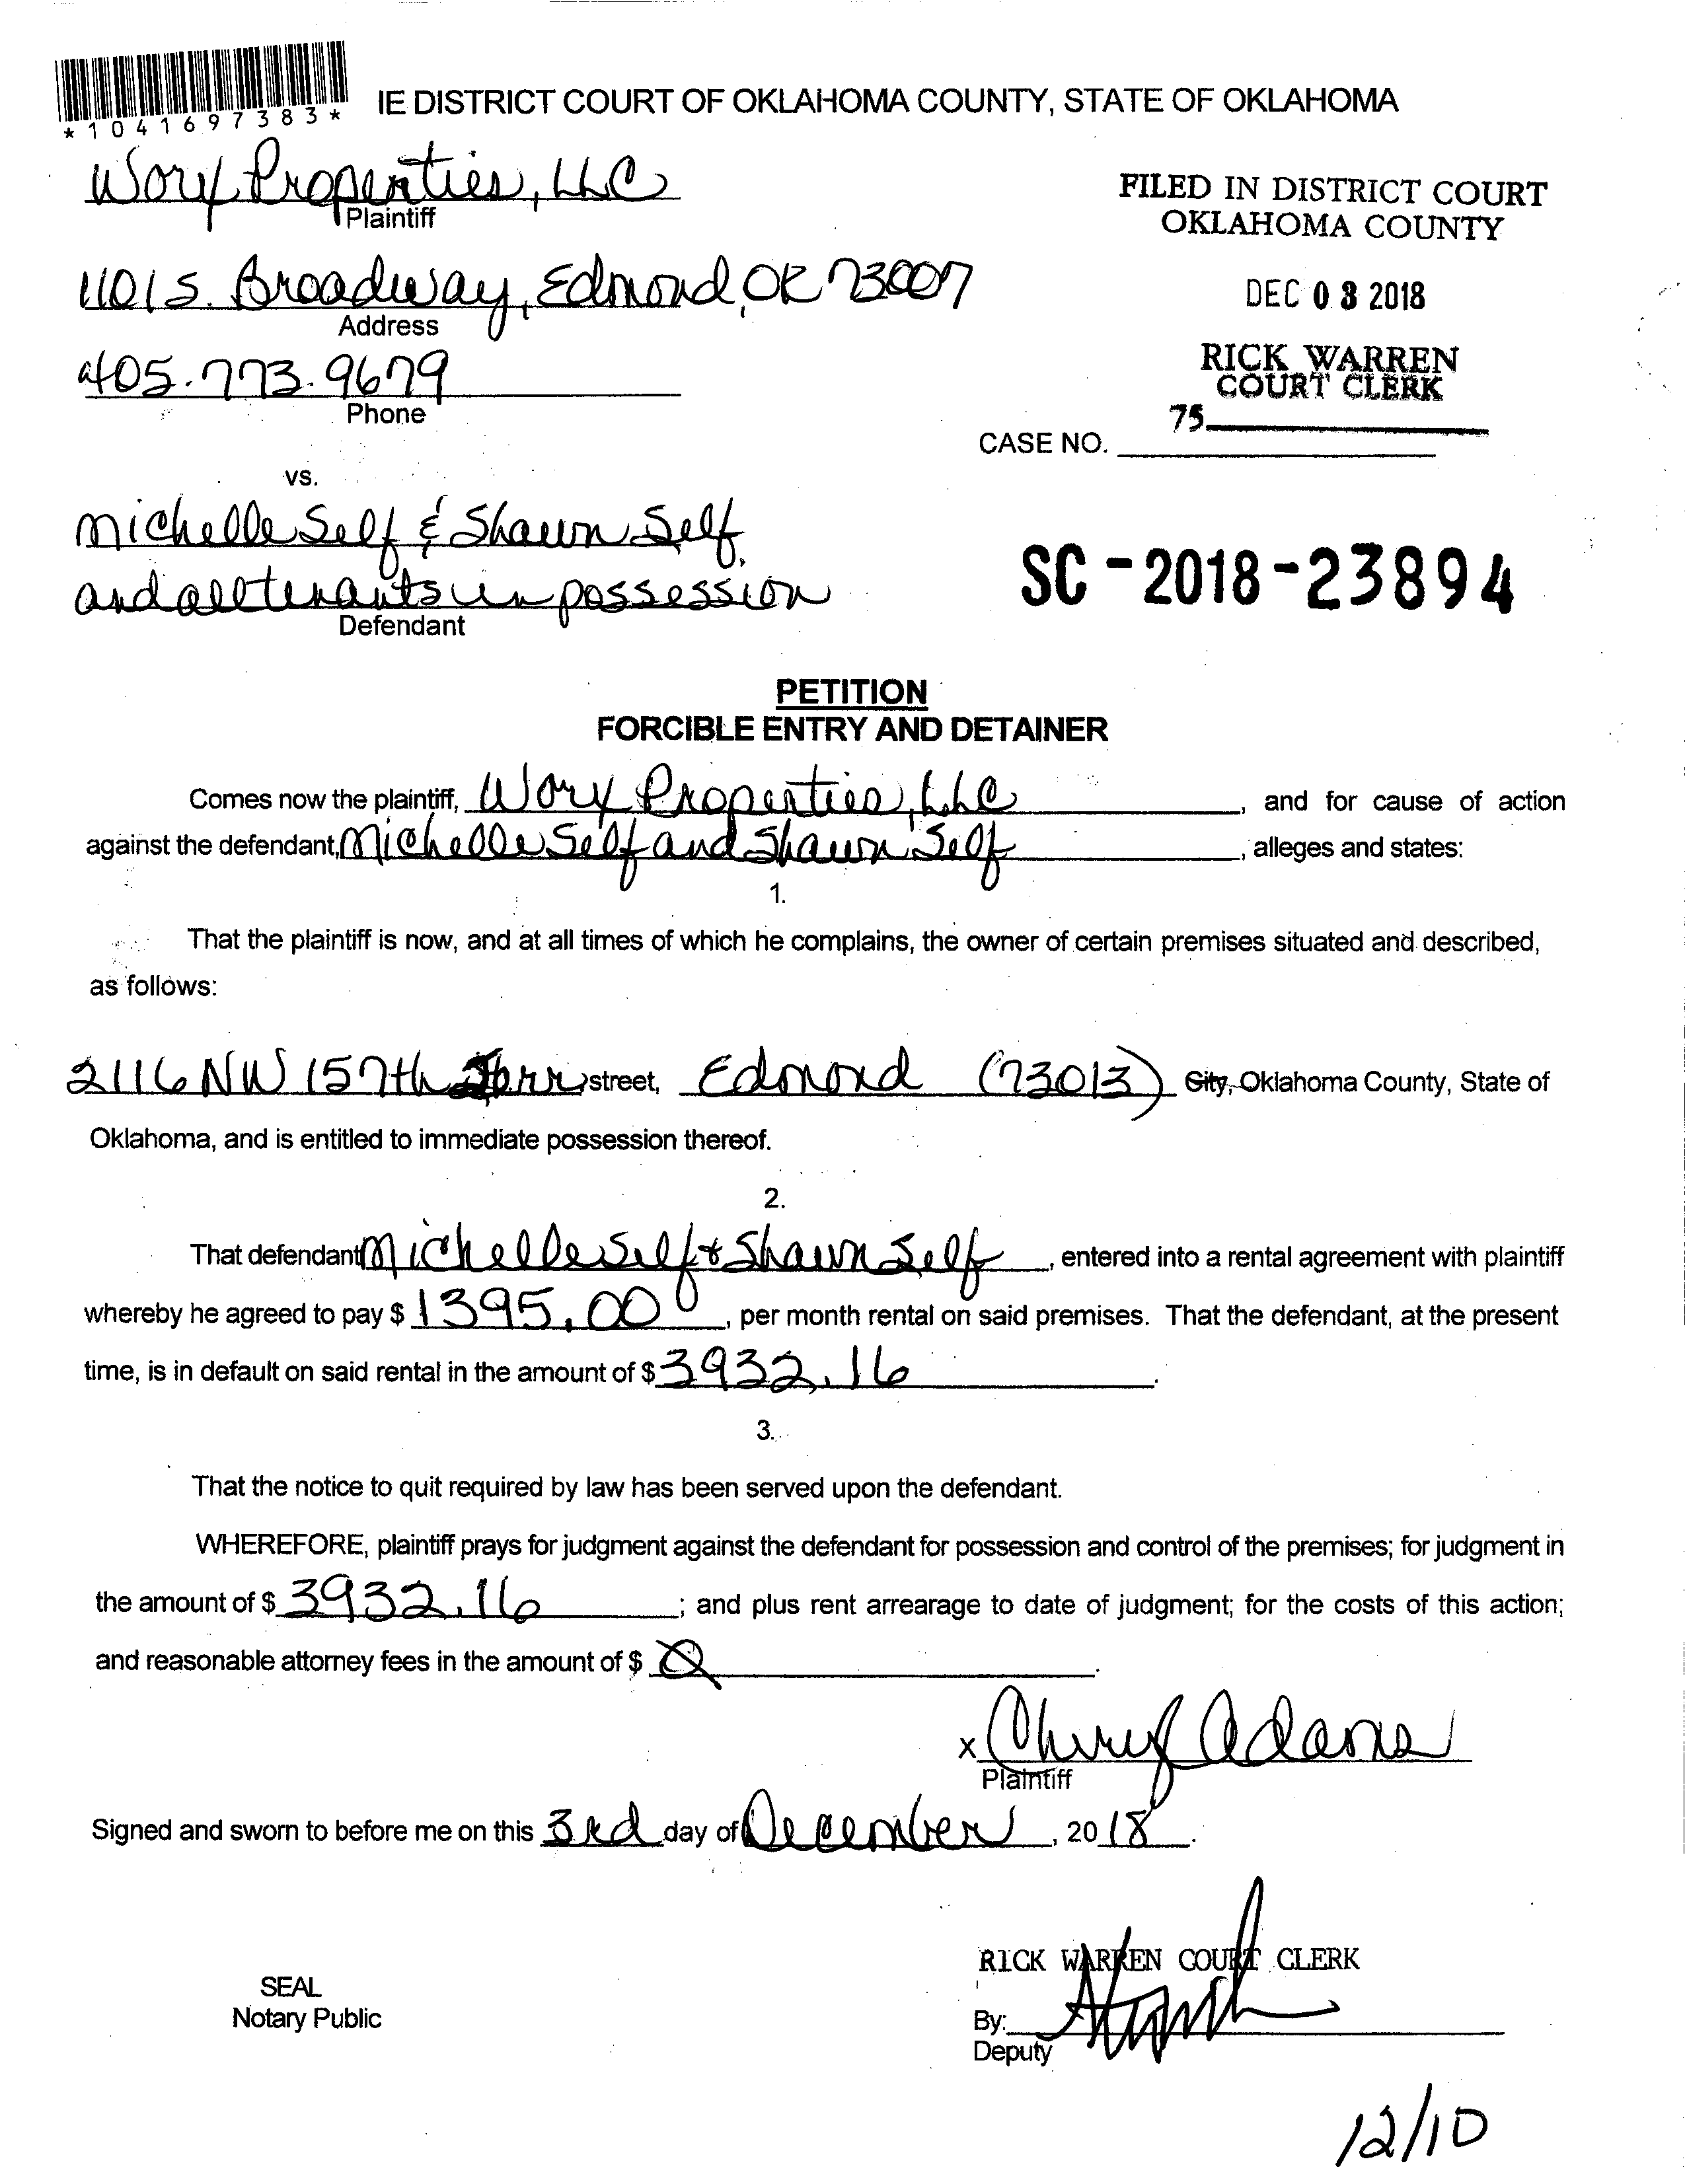 *1041697383*
IE DISTRICT COURT OF OKLAHOMA COUNTY, STATE OF OKLAHOMA
Worx Properties, LLC
Plaintiff
FILED IN DISTRICT COURT
OKLAHOMA COUNTY
1101 S. Broadway, Edmond, OK 73007
Address
DEC 03 2018
405.773.9679
Phone
RICK WARREN
COURT CLERK
75
CASE NO.
vs.
Michelle Self & Shawn Self
and all tenants in possession
Defendant
SC-2018-23894
PETITION
FORCIBLE ENTRY AND DETAINER
Comes now the plaintiff, Worx Properties, LLC, and for cause of action
against the defendant, Michelle Self and Shawn Self, alleges and states:
1.
That the plaintiff is now, and at all times of which he complains, the owner of certain premises situated and described,
as follows:
2116 NW 157th Terr street, Edmond (73013) City, Oklahoma County, State of
Oklahoma, and is entitled to immediate possession thereof.
2.
That defendant Michelle Self & Shawn Self, entered into a rental agreement with plaintiff
whereby he agreed to pay $ 1395.00, per month rental on said premises. That the defendant, at the present
time, is in default on said rental in the amount of $ 3932.16.
3.
That the notice to quit required by law has been served upon the defendant.
WHEREFORE, plaintiff prays for judgment against the defendant for possession and control of the premises; for judgment in
the amount of $ 3932.16; and plus rent arrearage to date of judgment; for the costs of this action;
and reasonable attorney fees in the amount of $ 0.
x Cheryl Adams
Plaintiff
Signed and sworn to before me on this 3rd day of December, 2018.
RICK WARREN COURT CLERK
SEAL
Notary Public
By:
Deputy
12/10